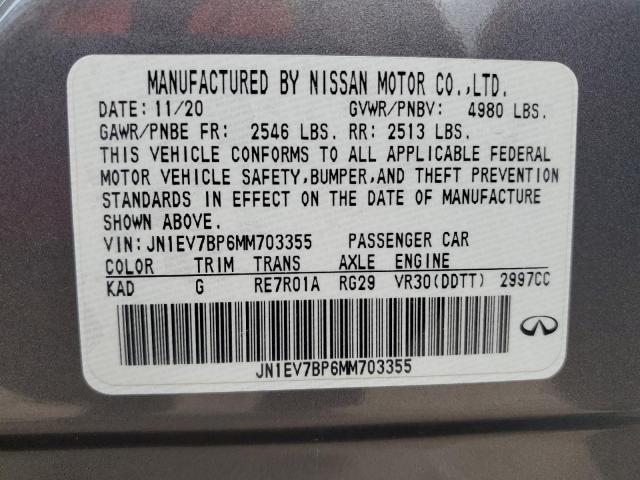 MANUFACTURED BY NISSAN MOTOR CO.,LTD.
DATE: 11/20 GVWR/PNBV: 4980 LBS.
GAWR/PNBE FR: 2546 LBS. RR: 2513 LBS.
THIS VEHICLE CONFORMS TO ALL APPLICABLE FEDERAL
MOTOR VEHICLE SAFETY,BUMPER,AND THEFT PREVENTION
STANDARDS IN EFFECT ON THE DATE OF MANUFACTURE
SHOWN ABOVE.
VIN: JN1EV7BP6MM703355 PASSENGER CAR
COLOR TRIM TRANS AXLE ENGINE
KAD G RE7R01A RG29 VR30(DDTT) 2997CC
JN1EV7BP6MM703355